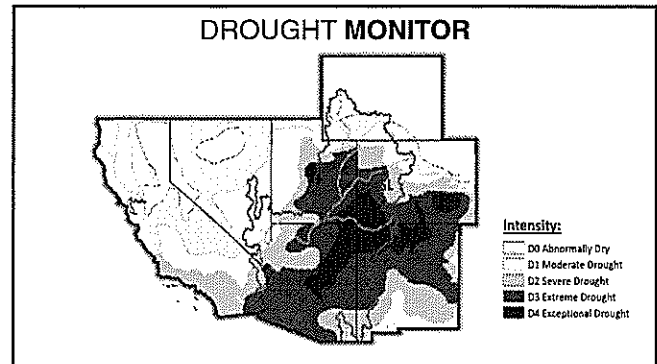 DROUGHT MONITOR
Intensity:
D0 Abnormally Dry
D1 Moderate Drought
D2 Severe Drought
D3 Extreme Drought
D4 Exceptional Drought